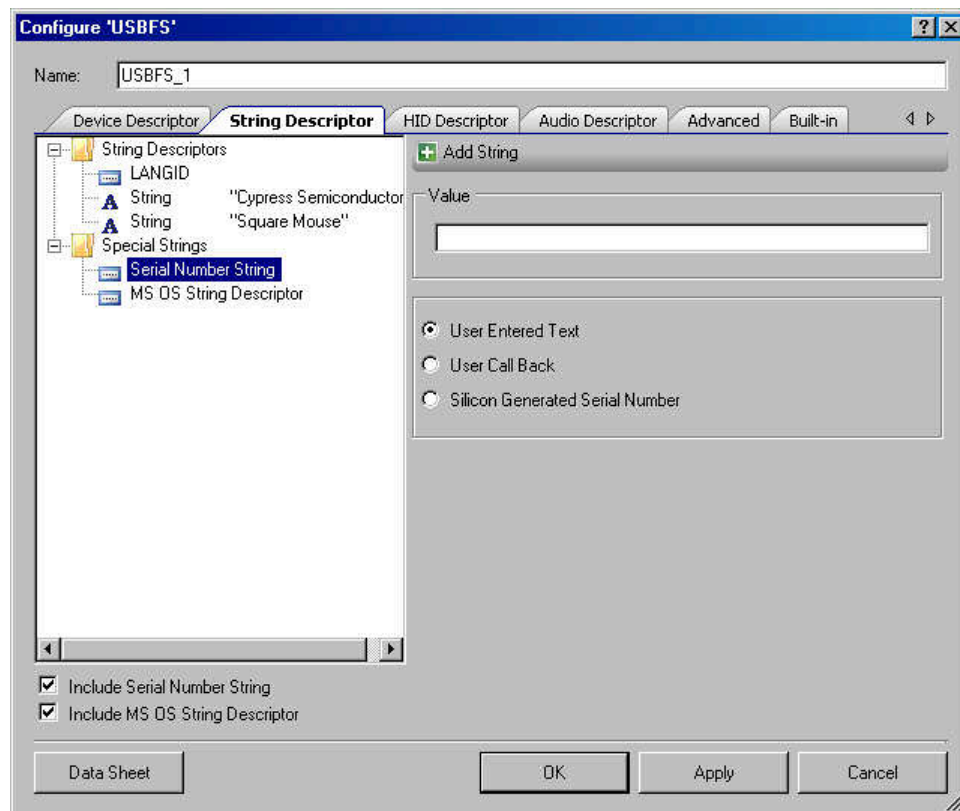 Configure 'USBFS'
Name: USBFS_1
Device Descriptor String Descriptor HID Descriptor Audio Descriptor Advanced Built-in
String Descriptors
LANGID
String "Cypress Semiconductor
String "Square Mouse"
Special Strings
Serial Number String
MS OS String Descriptor
Add String
Value
User Entered Text
User Call Back
Silicon Generated Serial Number
Include Serial Number String
Include MS OS String Descriptor
Data Sheet OK Apply Cancel